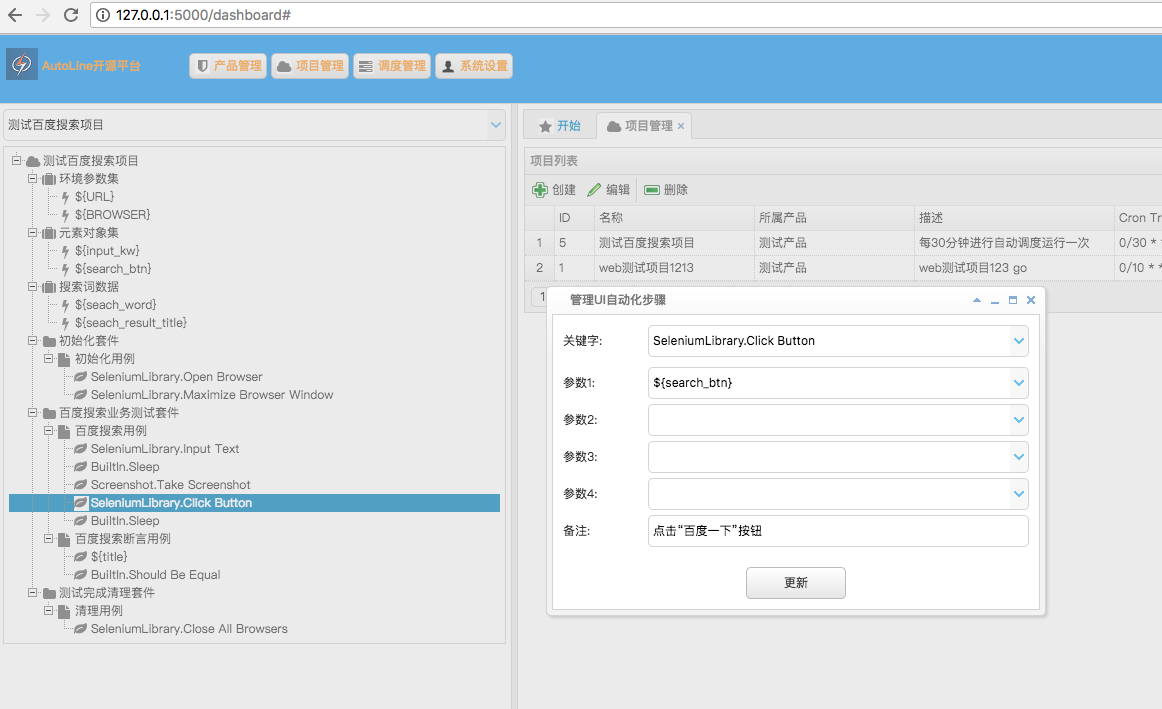 127.0.0.1:5000/dashboard#
AutoLine开源平台
产品管理
项目管理
调度管理
系统设置
测试百度搜索项目
测试百度搜索项目
环境参数集
${URL}
${BROWSER}
元素对象集
${input_kw}
${search_btn}
搜索词数据
${seach_word}
${seach_result_title}
初始化套件
初始化用例
SeleniumLibrary.Open Browser
SeleniumLibrary.Maximize Browser Window
百度搜索业务测试套件
百度搜索用例
SeleniumLibrary.Input Text
BuiltIn.Sleep
Screenshot.Take Screenshot
SeleniumLibrary.Click Button
BuiltIn.Sleep
百度搜索断言用例
${title}
BuiltIn.Should Be Equal
测试完成清理套件
清理用例
SeleniumLibrary.Close All Browsers
开始
项目管理
项目列表
创建 编辑 删除
ID 名称 所属产品 描述 Cron Tr
1 5 测试百度搜索项目 测试产品 每30分钟进行自动调度运行一次 0/30 * *
2 1 web测试项目1213 测试产品 web测试项目123 go 0/10 * *
1
管理UI自动化步骤
关键字: SeleniumLibrary.Click Button
参数1: ${search_btn}
参数2:
参数3:
参数4:
备注: 点击“百度一下”按钮
更新